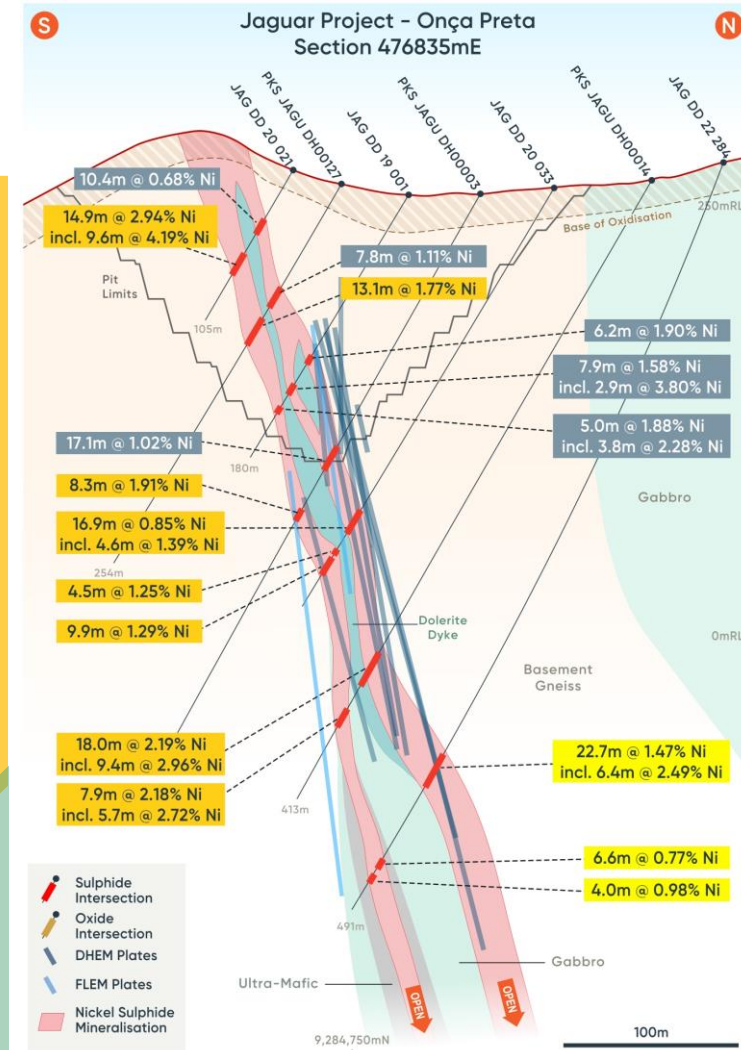 S
Jaguar Project - Onça Preta
Section 476835mE
N
JAG DD 20 021
PKS JAGU DH00127
JAG DD 19 001
PKS JAGU DH00003
JAG DD 20 033
PKS JAGU DH00014
JAG DD 22 284
250mRL
Base of Oxidisation
10.4m @ 0.68% Ni
14.9m @ 2.94% Ni
incl. 9.6m @ 4.19% Ni
7.8m @ 1.11% Ni
13.1m @ 1.77% Ni
Pit
Limits
105m
6.2m @ 1.90% Ni
7.9m @ 1.58% Ni
incl. 2.9m @ 3.80% Ni
5.0m @ 1.88% Ni
incl. 3.8m @ 2.28% Ni
17.1m @ 1.02% Ni
180m
8.3m @ 1.91% Ni
Gabbro
16.9m @ 0.85% Ni
incl. 4.6m @ 1.39% Ni
254m
4.5m @ 1.25% Ni
9.9m @ 1.29% Ni
Dolerite
Dyke
0mRL
Basement
Gneiss
18.0m @ 2.19% Ni
incl. 9.4m @ 2.96% Ni
7.9m @ 2.18% Ni
incl. 5.7m @ 2.72% Ni
22.7m @ 1.47% Ni
incl. 6.4m @ 2.49% Ni
413m
6.6m @ 0.77% Ni
4.0m @ 0.98% Ni
491m
Sulphide
Intersection
Oxide
Intersection
DHEM Plates
FLEM Plates
Nickel Sulphide
Mineralisation
Ultra-Mafic
Gabbro
OPEN
OPEN
9,284,750mN
100m